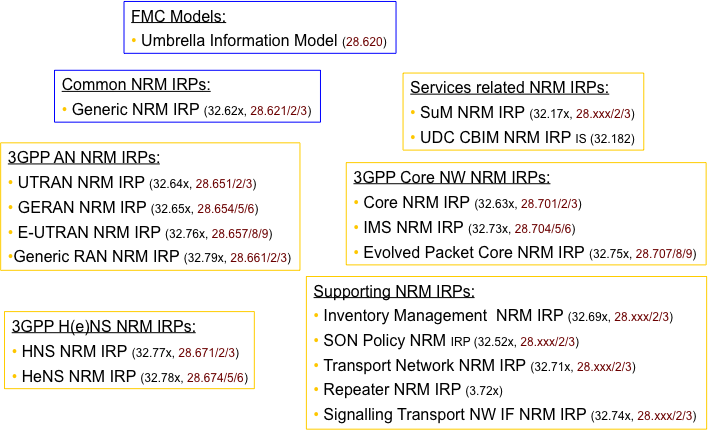 FMC Models:
• Umbrella Information Model (28.620)
Common NRM IRPs:
• Generic NRM IRP (32.62x, 28.621/2/3)
Services related NRM IRPs:
• SuM NRM IRP (32.17x, 28.xxx/2/3)
• UDC CBIM NRM IRP IS (32.182)
3GPP AN NRM IRPs:
• UTRAN NRM IRP (32.64x, 28.651/2/3)
• GERAN NRM IRP (32.65x, 28.654/5/6)
• E-UTRAN NRM IRP (32.76x, 28.657/8/9)
• Generic RAN NRM IRP (32.79x, 28.661/2/3)
3GPP Core NW NRM IRPs:
• Core NRM IRP (32.63x, 28.701/2/3)
• IMS NRM IRP (32.73x, 28.704/5/6)
• Evolved Packet Core NRM IRP (32.75x, 28.707/8/9)
3GPP H(e)NS NRM IRPs:
• HNS NRM IRP (32.77x, 28.671/2/3)
• HeNS NRM IRP (32.78x, 28.674/5/6)
Supporting NRM IRPs:
• Inventory Management NRM IRP (32.69x, 28.xxx/2/3)
• SON Policy NRM IRP (32.52x, 28.xxx/2/3)
• Transport Network NRM IRP (32.71x, 28.xxx/2/3)
• Repeater NRM IRP (3.72x)
• Signalling Transport NW IF NRM IRP (32.74x, 28.xxx/2/3)